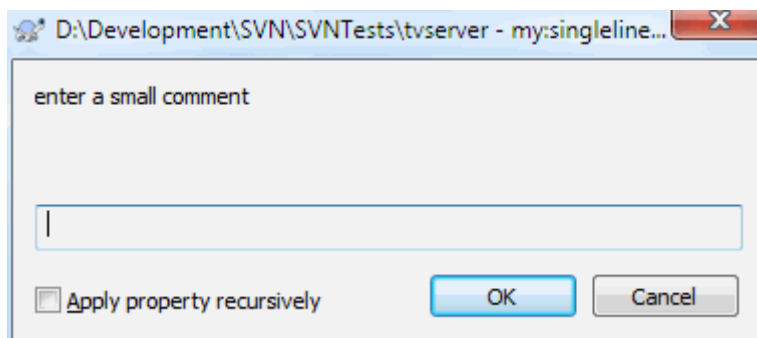 D:\Development\SVN\SVNTests\tvserver - my:singleline...
enter a small comment
Apply property recursively
OK
Cancel